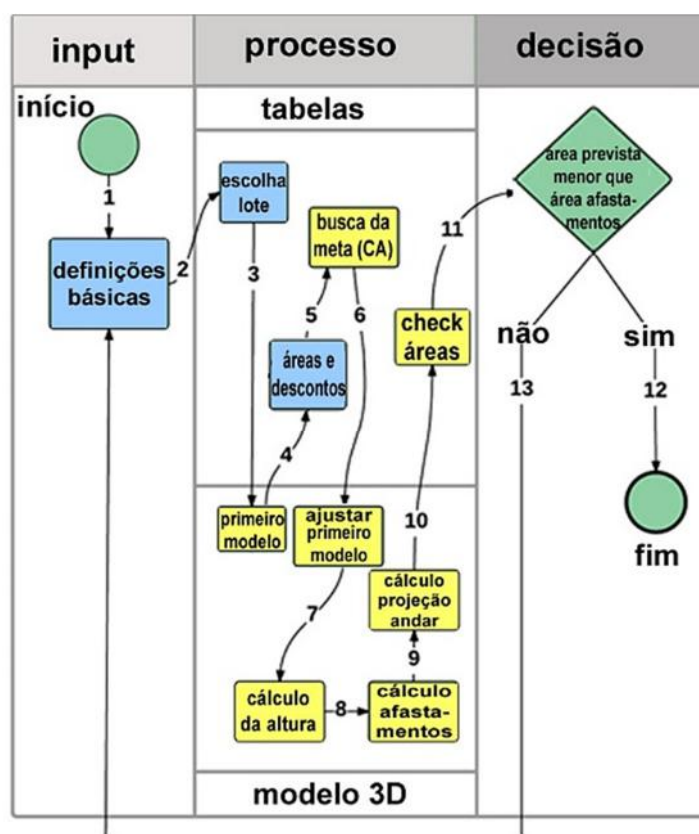 input
processo
decisão
início
tabelas
1
definições
básicas
2
escolha
lote
3
primeiro
modelo
4
áreas e
descontos
5
busca da
meta (CA)
6
ajustar
primeiro
modelo
7
cálculo
da altura
8
cálculo
afasta-
mentos
9
cálculo
projeção
andar
10
check
áreas
11
área prevista
menor que
área afasta-
mentos
não
sim
13
12
fim
modelo 3D